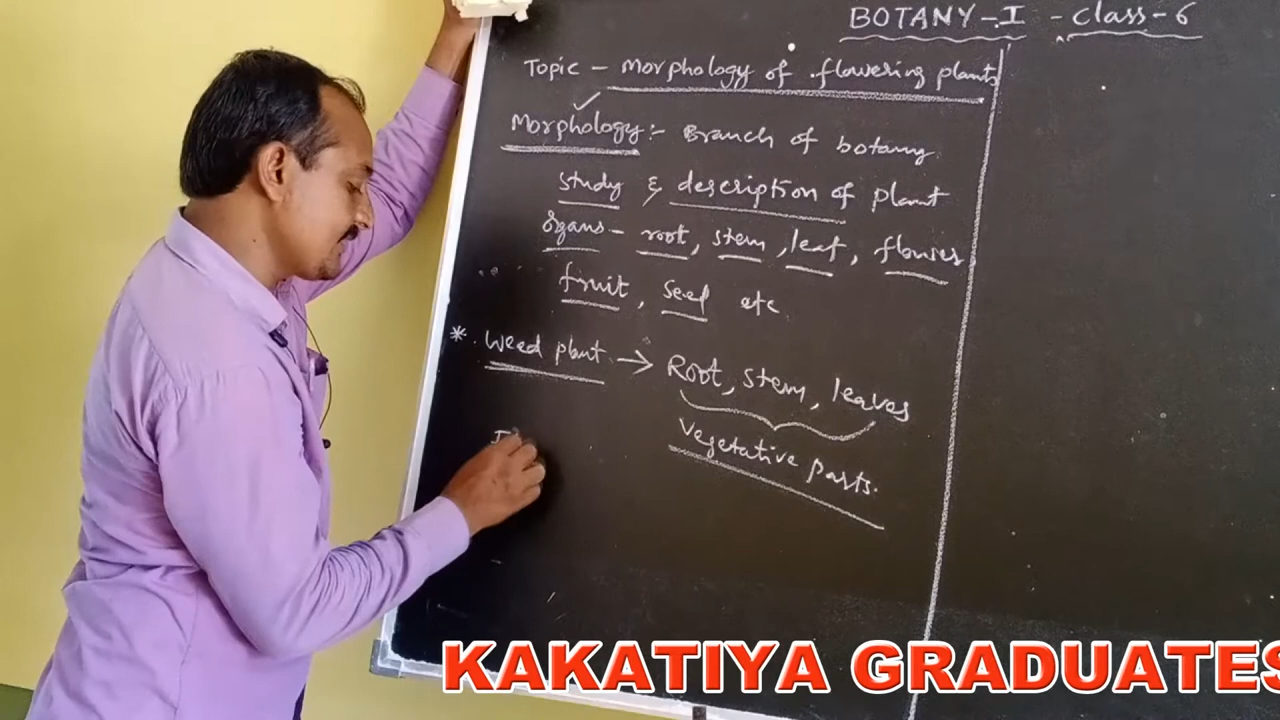 BOTANY - I - class - 6
Topic - Morphology of flowering plants
Morphology :- Branch of botany
study & description of plant
organs - root, stem, leaf, flower
fruit, seed etc
* weed plant → Root, stem, leaves
vegetative parts.
KAKATIYA GRADUATES